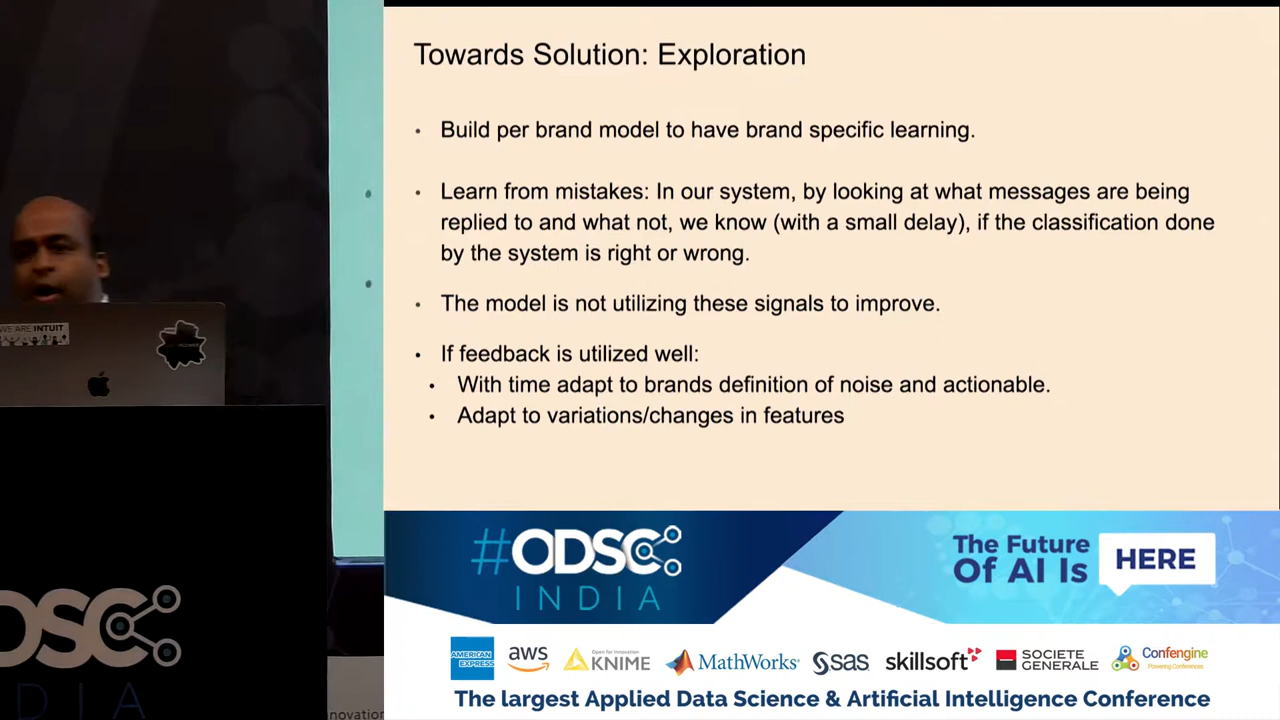 Towards Solution: Exploration
• Build per brand model to have brand specific learning.
• Learn from mistakes: In our system, by looking at what messages are being
replied to and what not, we know (with a small delay), if the classification done
by the system is right or wrong.
• The model is not utilizing these signals to improve.
• If feedback is utilized well:
• With time adapt to brands definition of noise and actionable.
• Adapt to variations/changes in features
WE ARE INTUIT
#ODSC
INDIA
The Future
Of AI Is HERE
ODSC
INDIA
AMERICAN
EXPRESS
aws
Open for Innovation
KNIME
MathWorks
sas
skillsoft
SOCIETE
GENERALE
Confengine
Powering Conferences
The largest Applied Data Science & Artificial Intelligence Conference